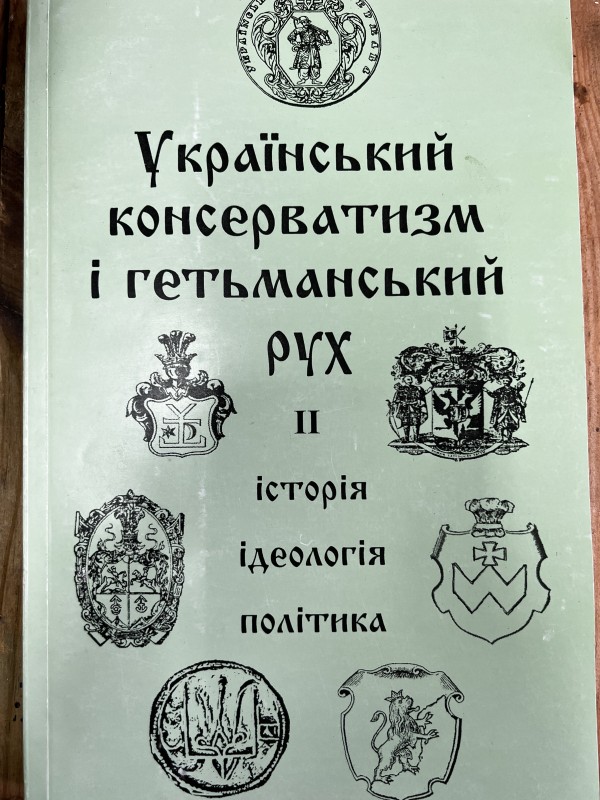 Український
консерватизм
і гетьманський
рух
II
історія
ідеологія
політика